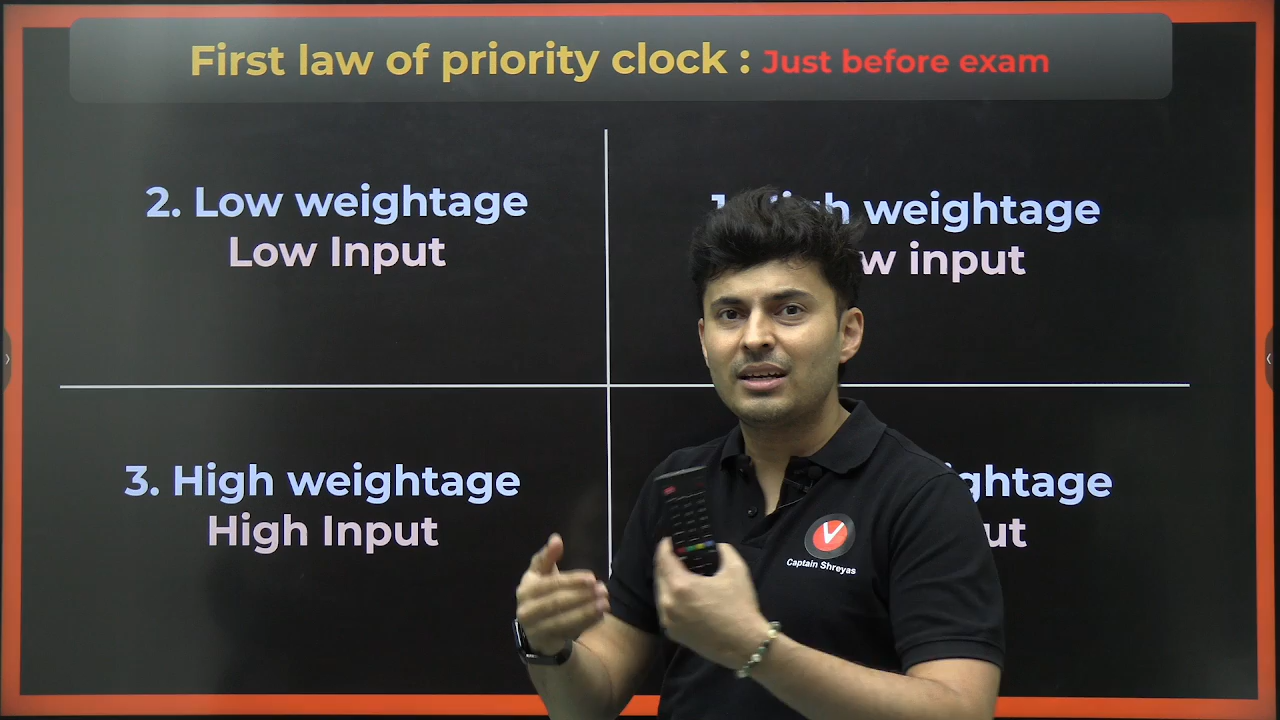 First law of priority clock : Just before exam
2. Low weightage
Low Input
weightage
input
3. High weightage
High Input
V
Captain Shreyas